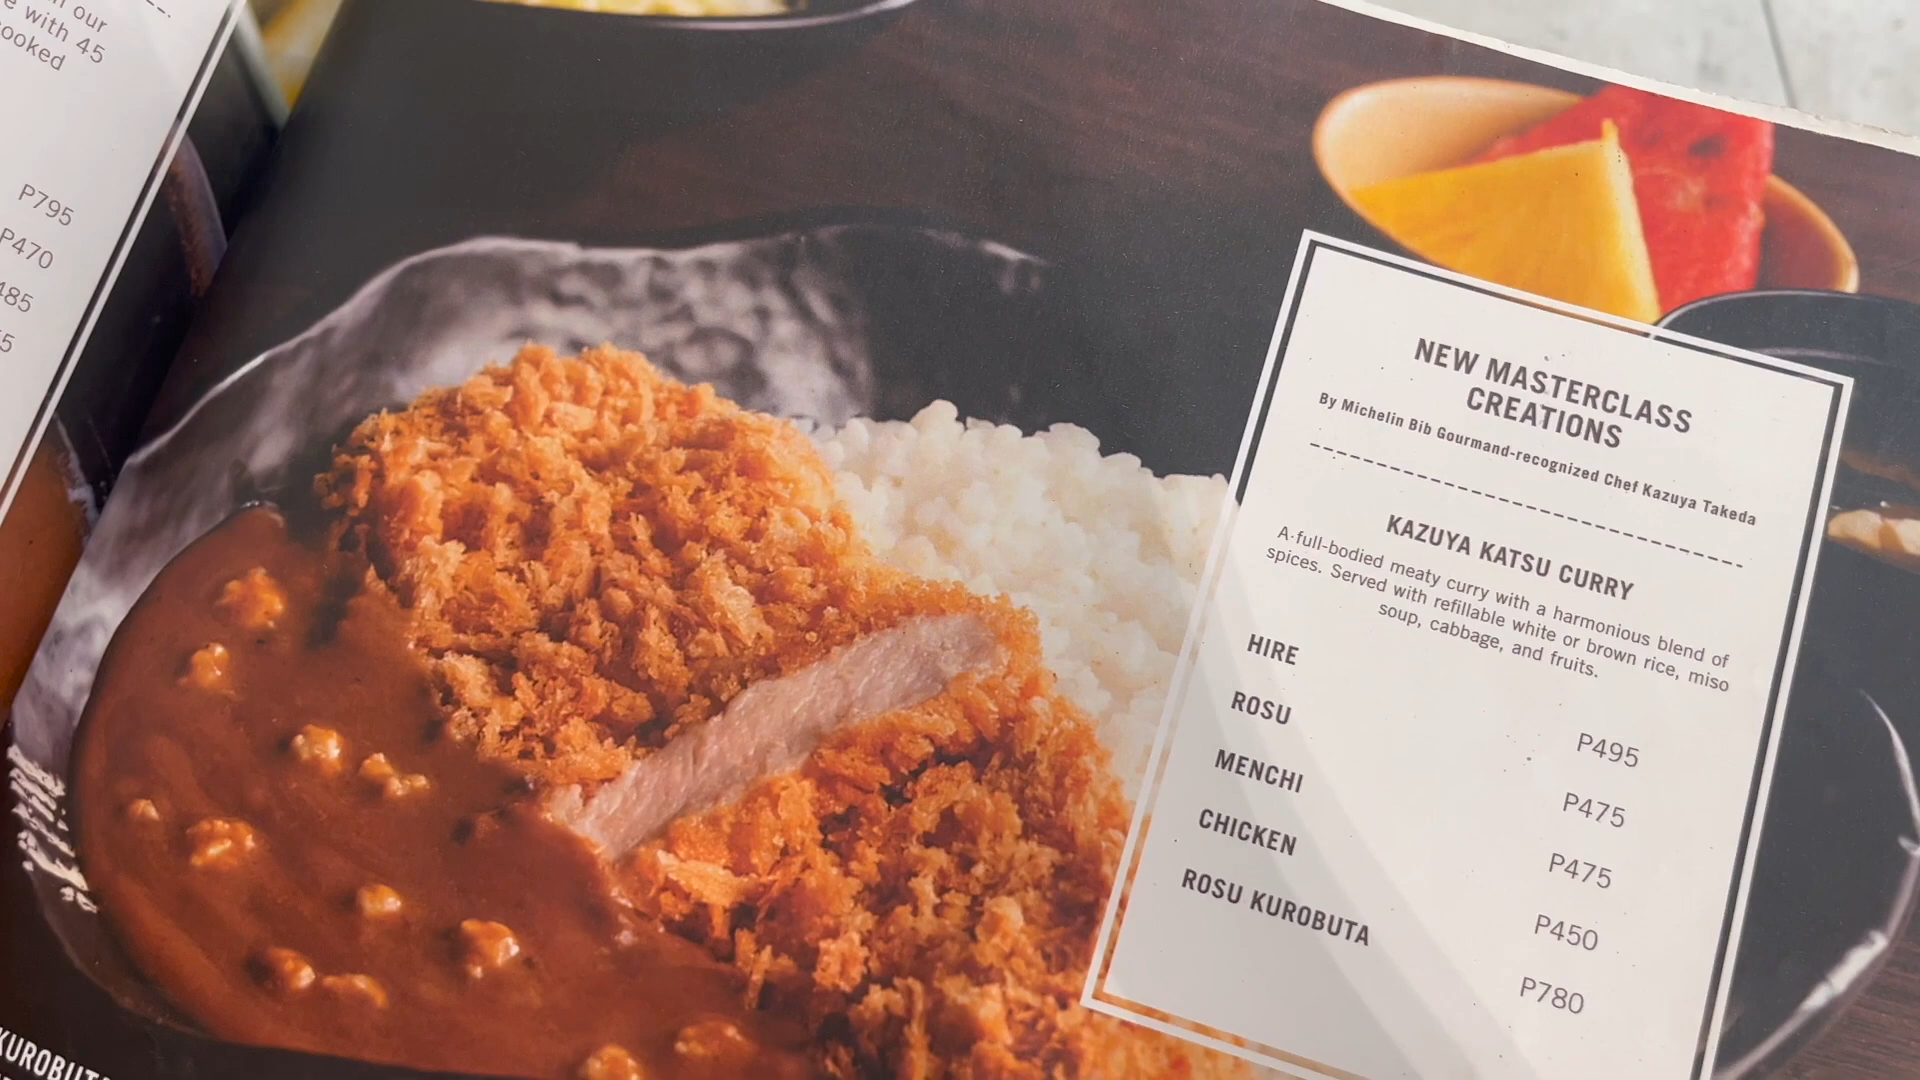 our
with 45
ooked
P795
P470
485
5
NEW MASTERCLASS
CREATIONS
By Michelin Bib Gourmand-recognized Chef Kazuya Takeda
KAZUYA KATSU CURRY
A full-bodied meaty curry with a harmonious blend of
spices. Served with refillable white or brown rice, miso
soup, cabbage, and fruits.
HIRE P495
ROSU P475
MENCHI P475
CHICKEN P450
ROSU KUROBUTA P780
KUROBUTA